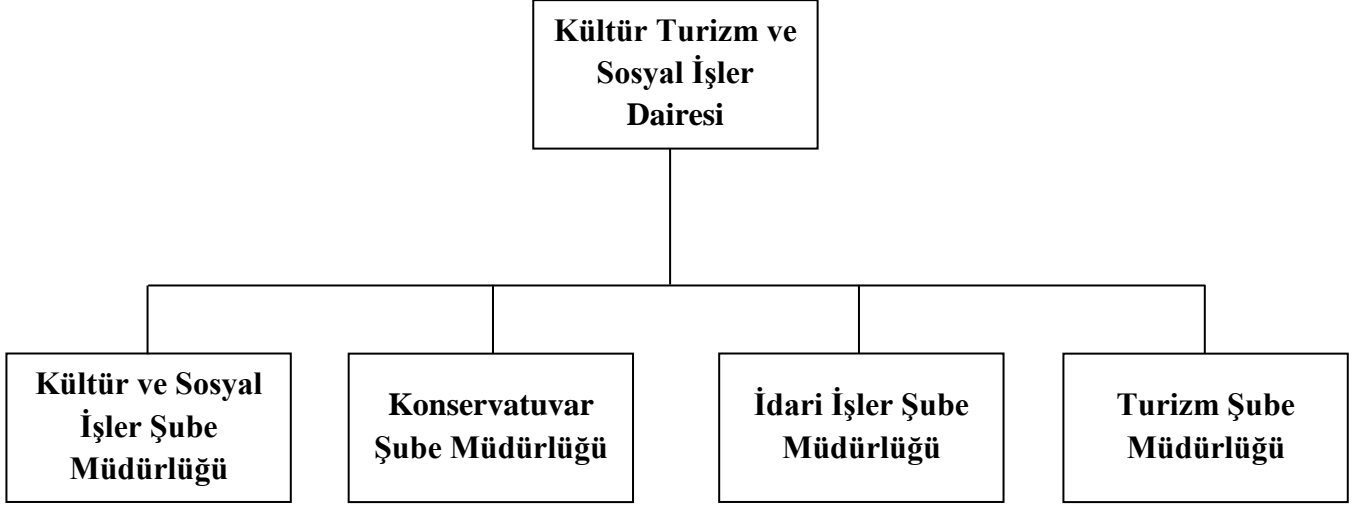 Kültür Turizm ve
Sosyal İşler
Dairesi
Kültür ve Sosyal
İşler Şube
Müdürlüğü
Konservatuvar
Şube Müdürlüğü
İdari İşler Şube
Müdürlüğü
Turizm Şube
Müdürlüğü